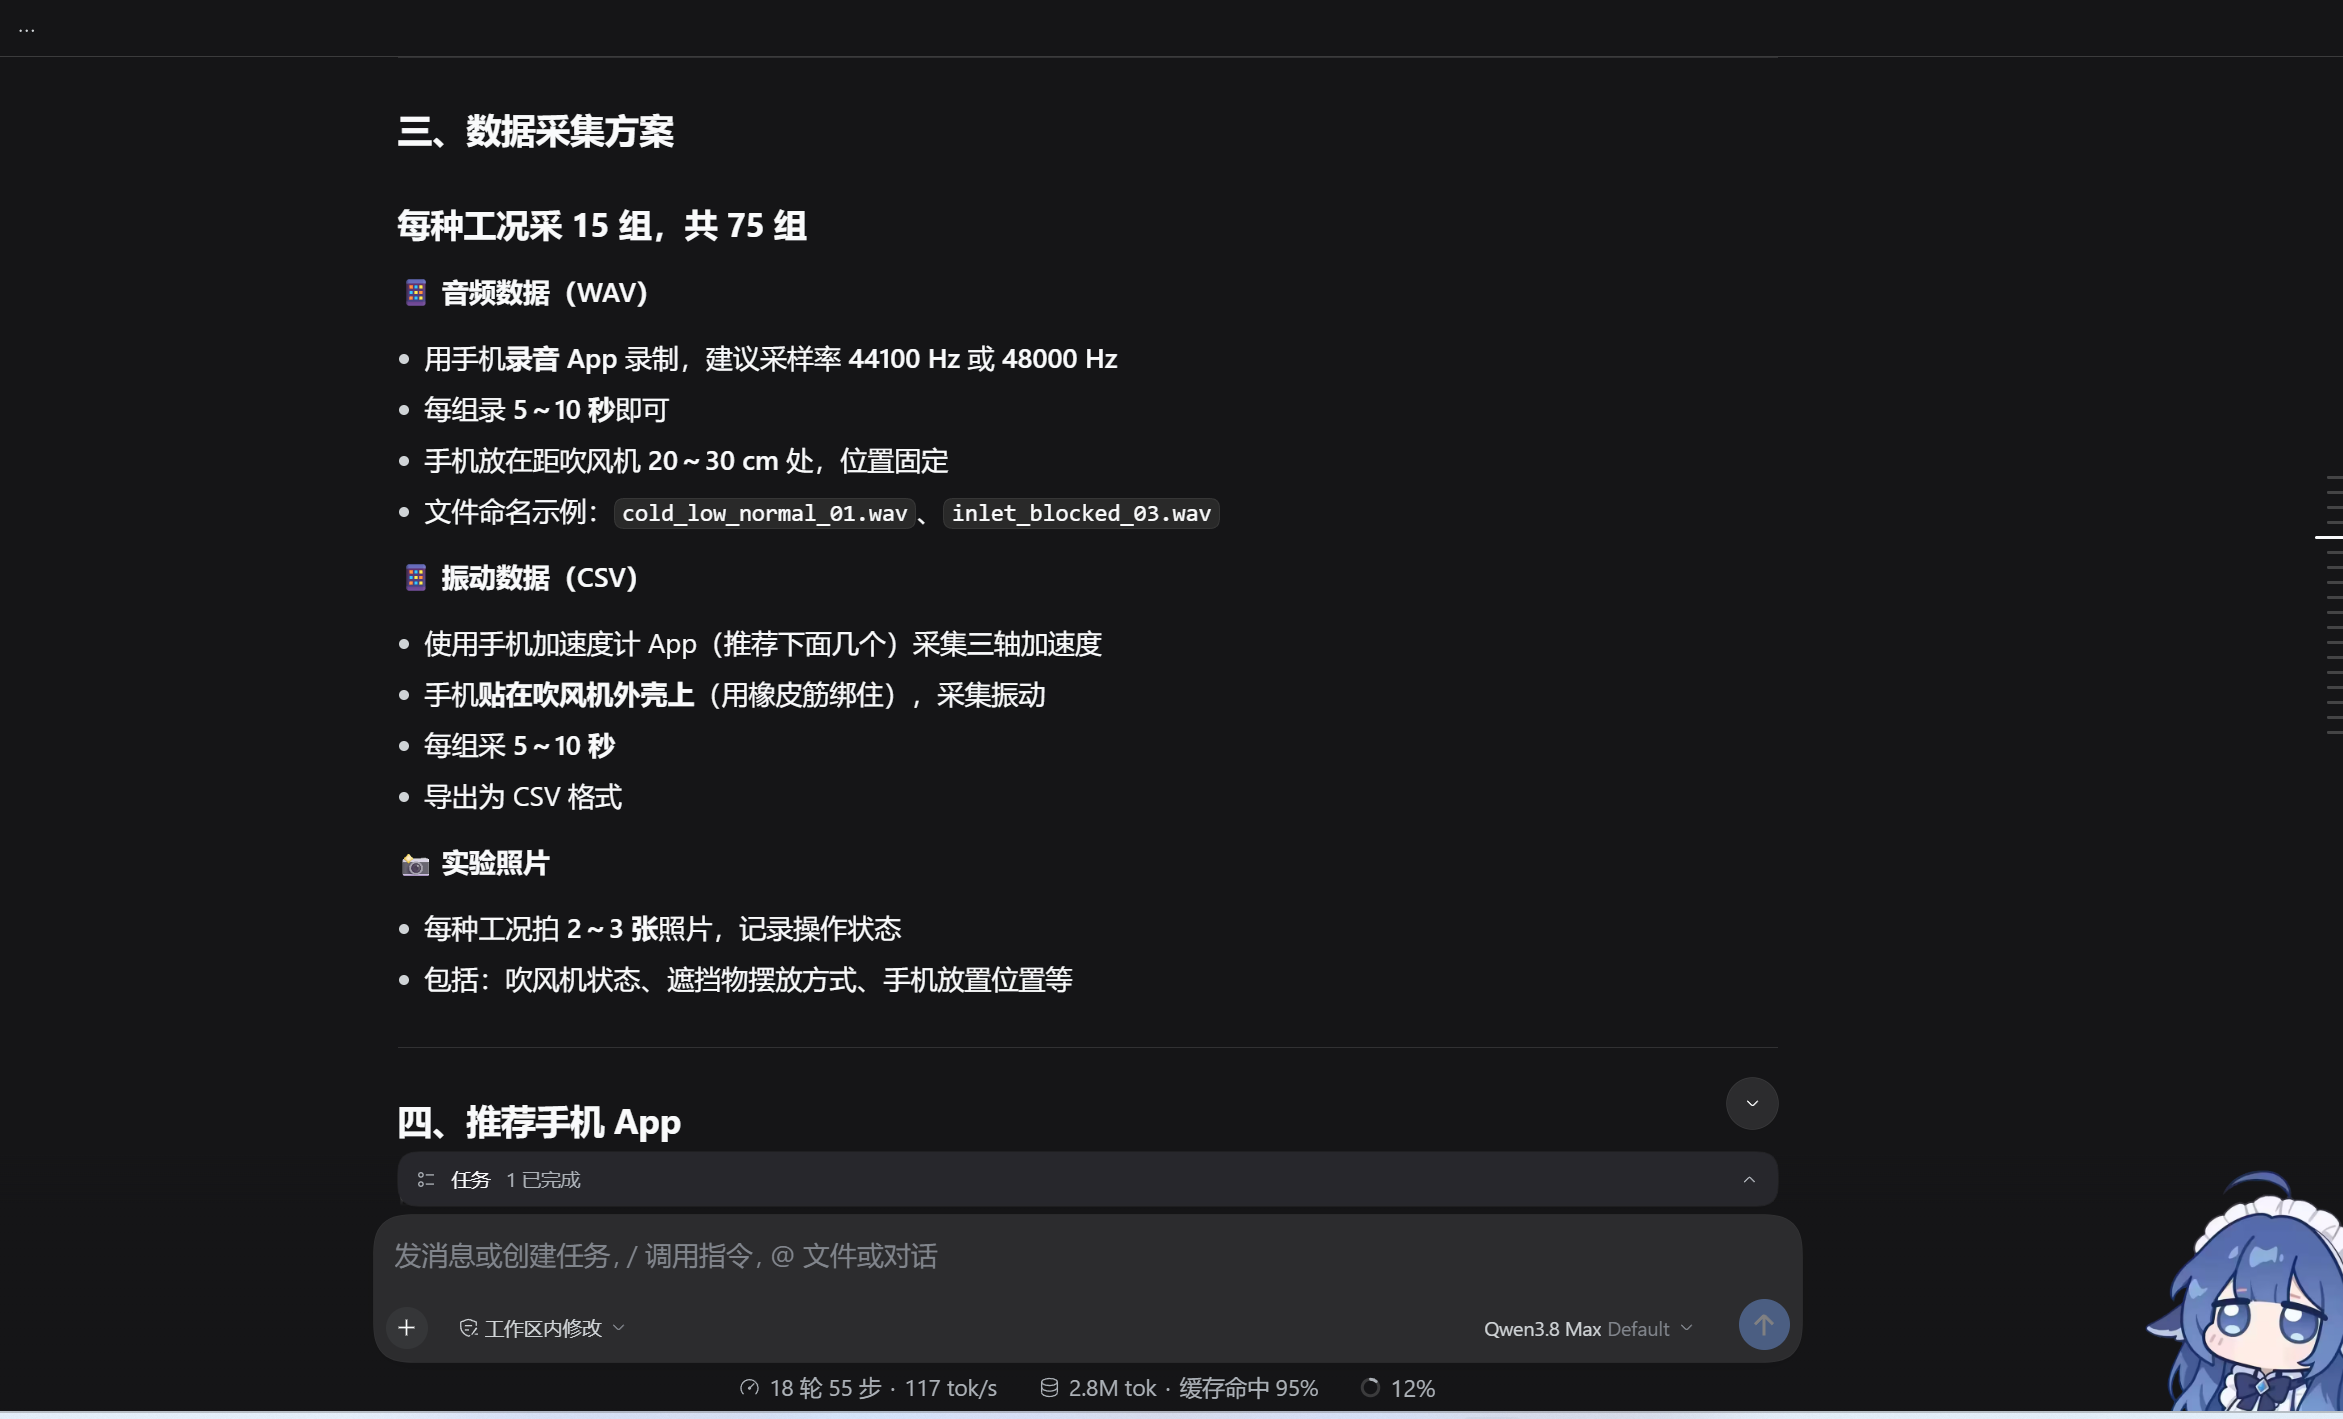 ...
三、数据采集方案
每种工况采 15 组，共 75 组
音频数据（WAV）
用手机录音 App 录制，建议采样率 44100 Hz 或 48000 Hz
每组录 5~10 秒即可
手机放在距吹风机 20~30 cm 处，位置固定
文件命名示例： cold_low_normal_01.wav 、 inlet_blocked_03.wav
振动数据（CSV）
使用手机加速度计 App（推荐下面几个）采集三轴加速度
手机贴在吹风机外壳上（用橡皮筋绑住），采集振动
每组采 5~10 秒
导出为 CSV 格式
实验照片
每种工况拍 2~3 张照片，记录操作状态
包括：吹风机状态、遮挡物摆放方式、手机放置位置等
四、推荐手机 App
任务 1 已完成
发消息或创建任务, / 调用指令, @ 文件或对话
工作区内修改 Qwen3.8 Max Default
18 轮 55 步 · 117 tok/s 2.8M tok · 缓存命中 95% 12%